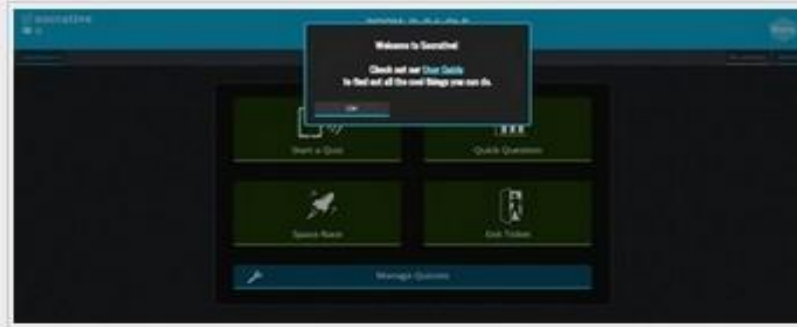 socrative
Welcome to Socrative!
Check out our User Guide
to find out all the cool things you can do.
OK
Start a Quiz
Quick Question
Space Race
Exit Ticket
Manage Quizzes